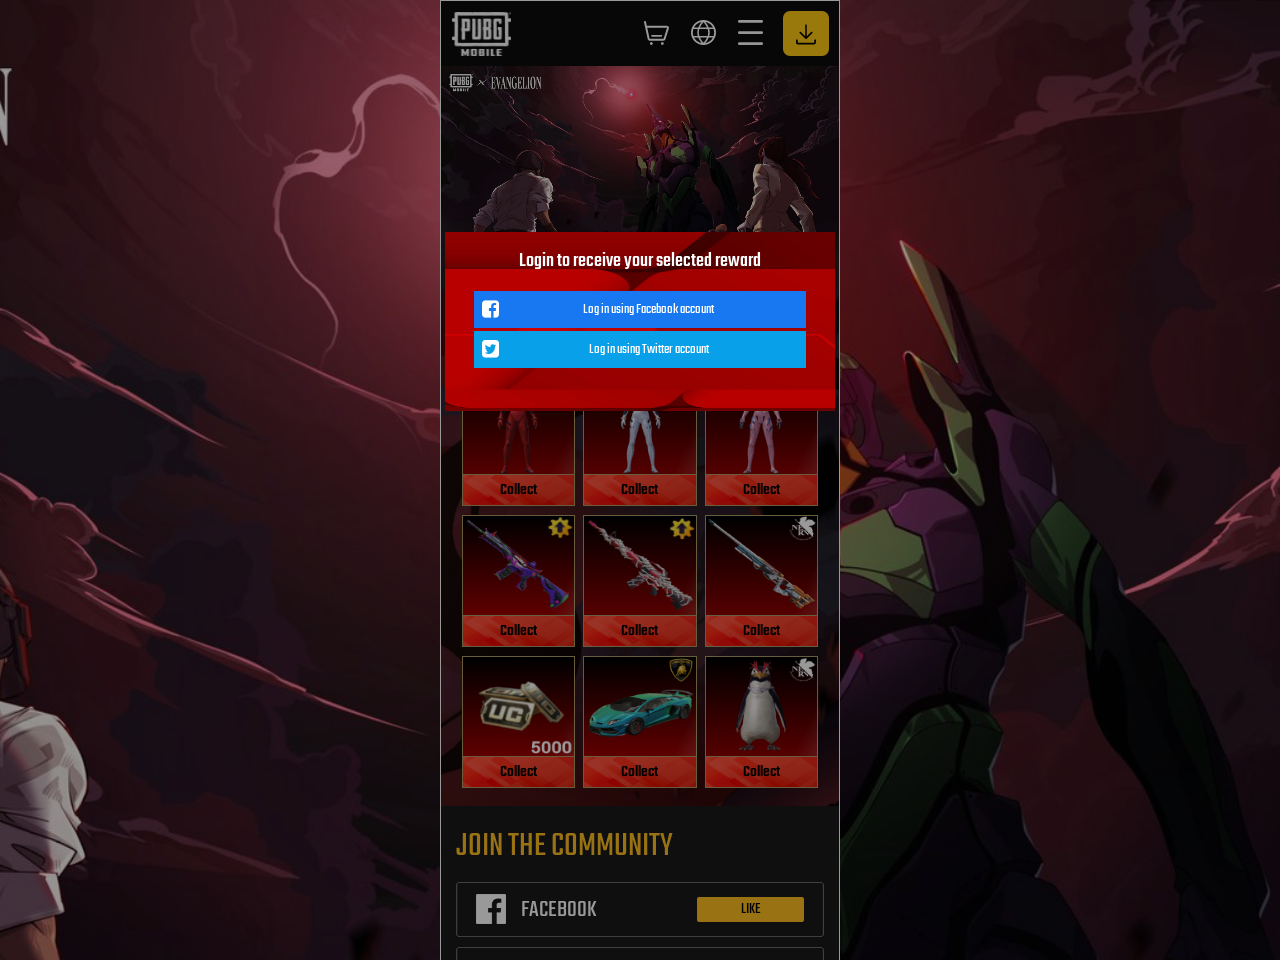 PUBG
MOBILE
PUBG
MOBILE
× EVANGELION
N
Login to receive your selected reward
Log in using Facebook account
Log in using Twitter account
Collect
Collect
Collect
Collect
Collect
Collect
UC
5000
Collect
Collect
Collect
JOIN THE COMMUNITY
FACEBOOK
LIKE